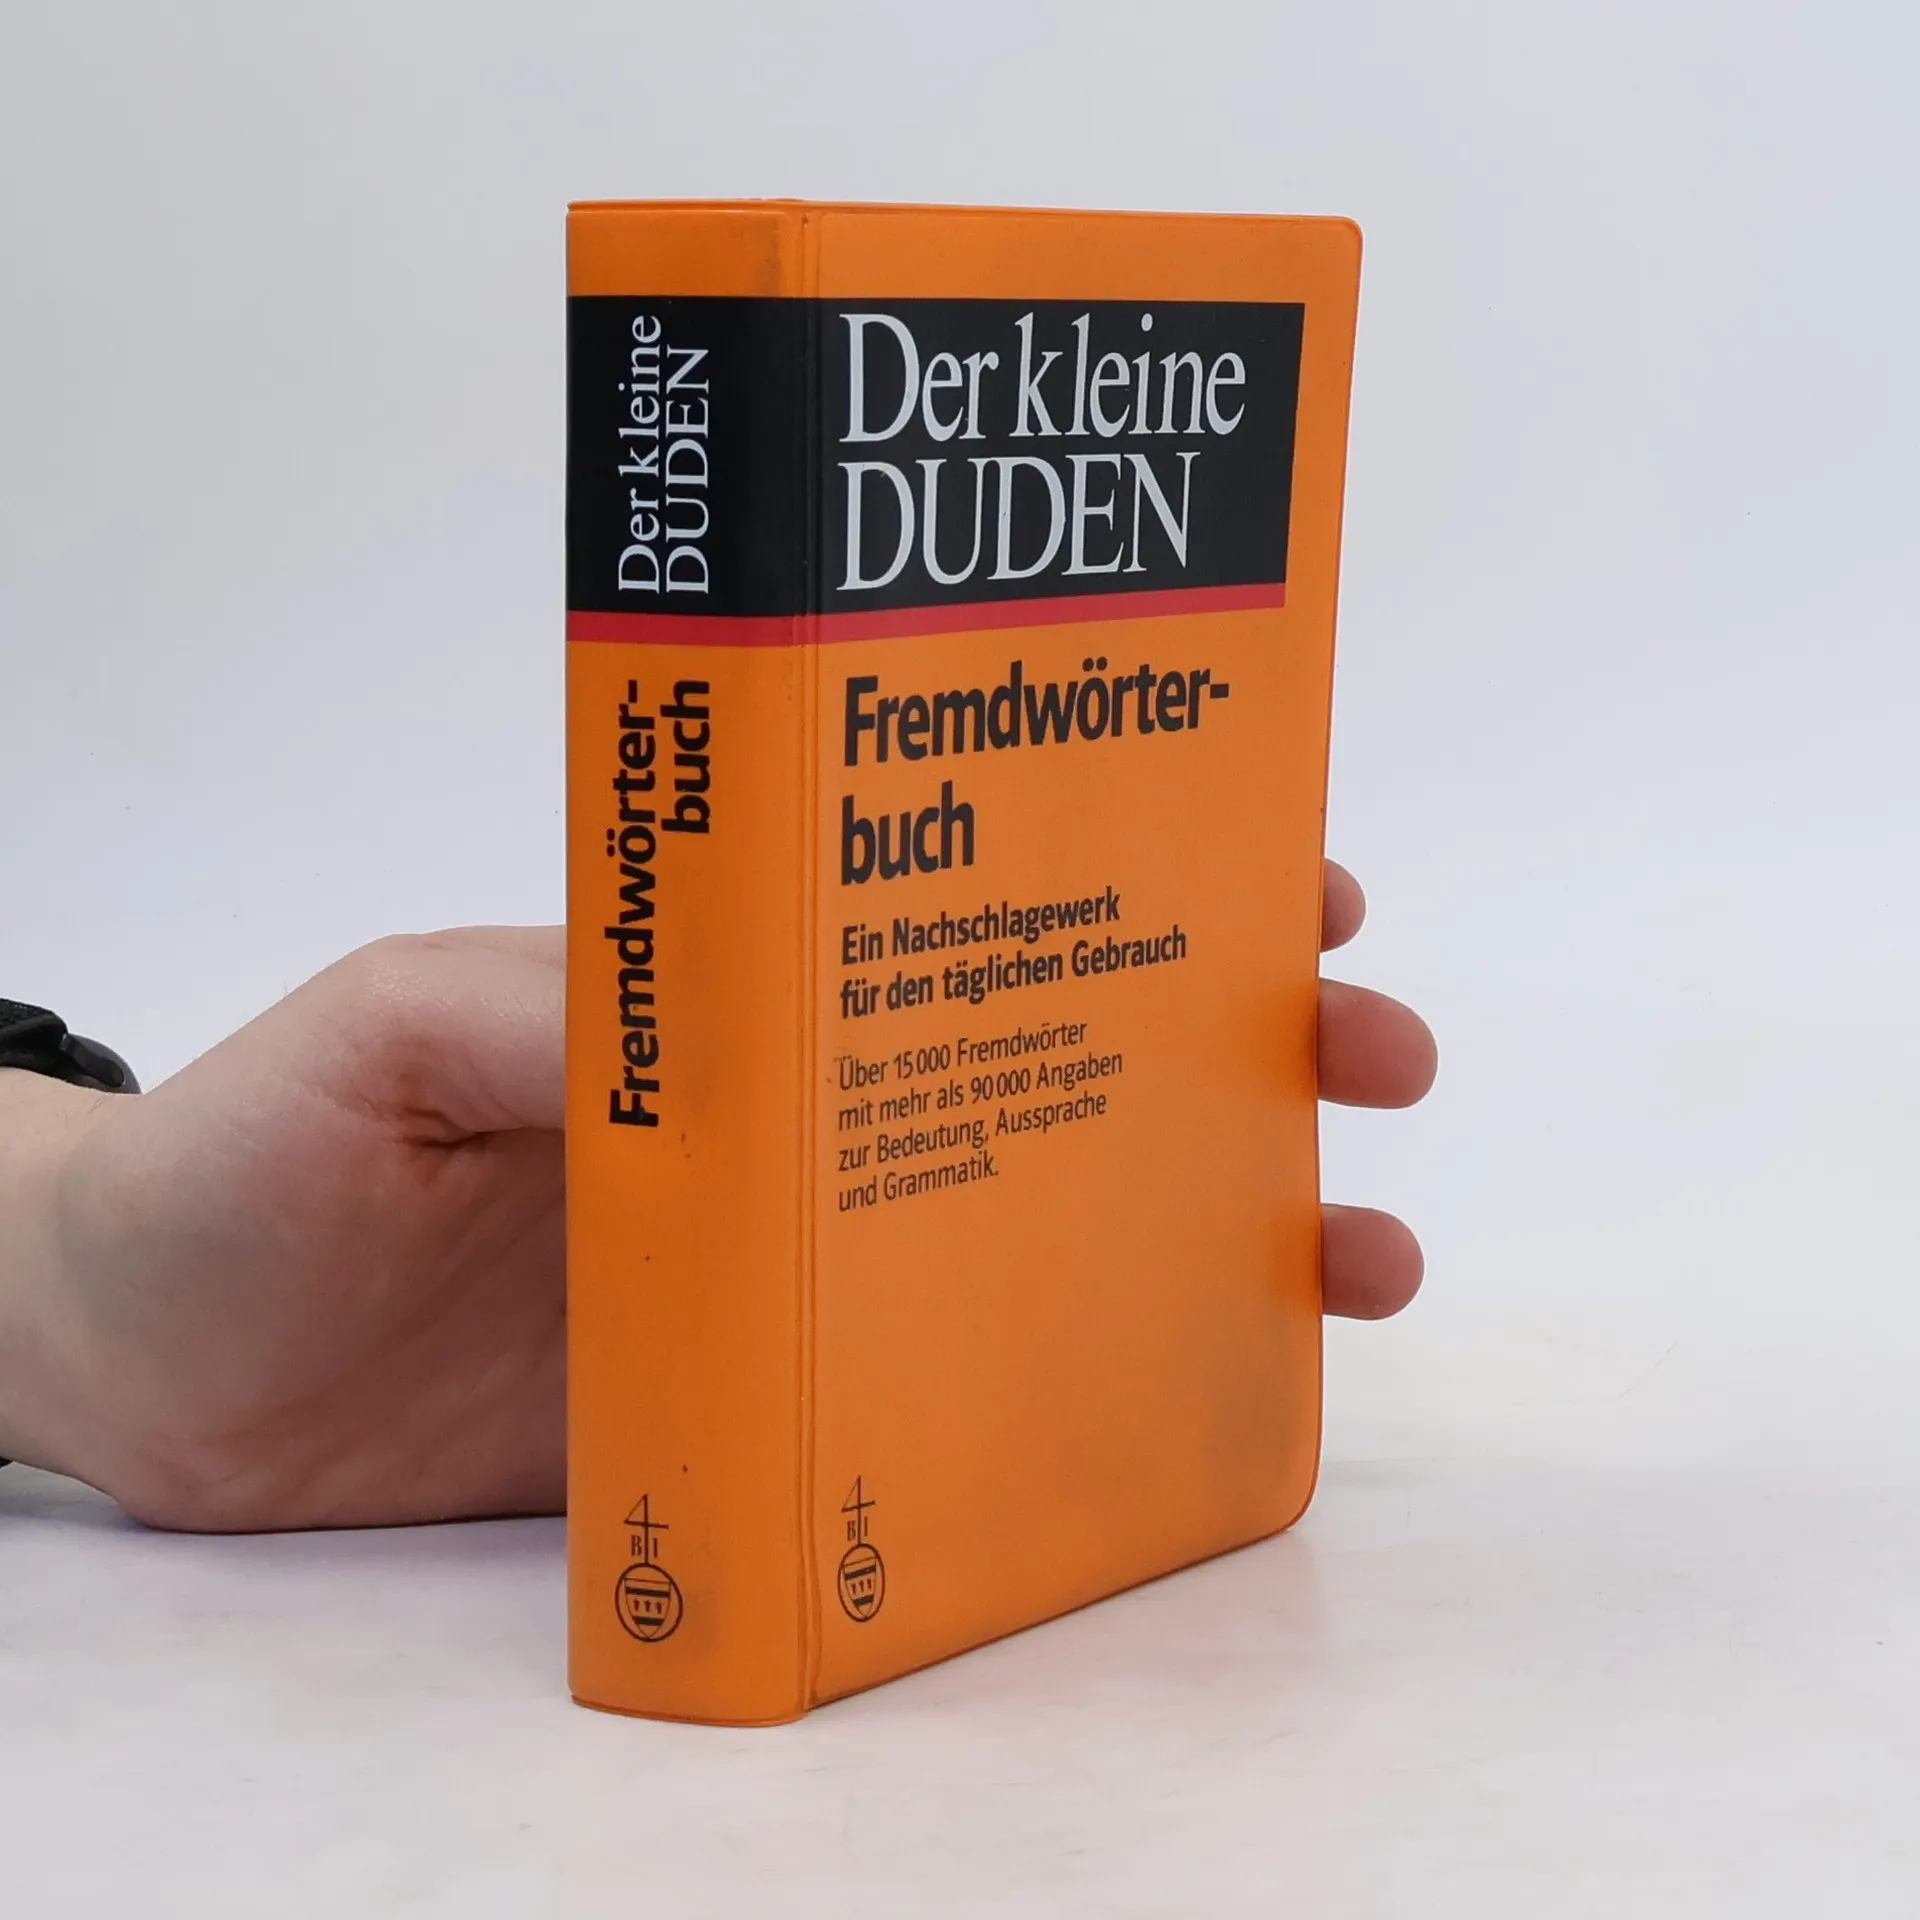 Der kleine
DUDEN
Fremdwörter-
buch
Der kleine
DUDEN
Fremdwörter-
buch
Ein Nachschlagewerk
für den täglichen Gebrauch
Über 15 000 Fremdwörter
mit mehr als 90 000 Angaben
zur Bedeutung, Aussprache
und Grammatik.
B I
B I